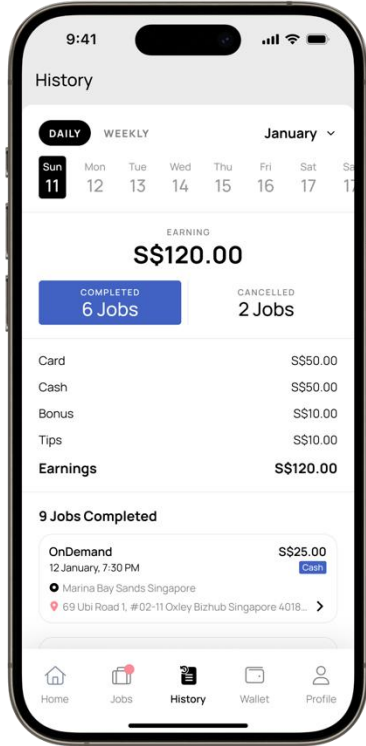 9:41
History
DAILY WEEKLY January
Sun Mon Tue Wed Thu Fri Sat Sa
11 12 13 14 15 16 17 17
EARNING
S$120.00
COMPLETED CANCELLED
6 Jobs 2 Jobs
Card S$50.00
Cash S$50.00
Bonus S$10.00
Tips S$10.00
Earnings S$120.00
9 Jobs Completed
OnDemand S$25.00
12 January, 7:30 PM Cash
Marina Bay Sands Singapore
69 Ubi Road 1, #02-11 Oxley Bizhub Singapore 4018...
Home Jobs History Wallet Profile